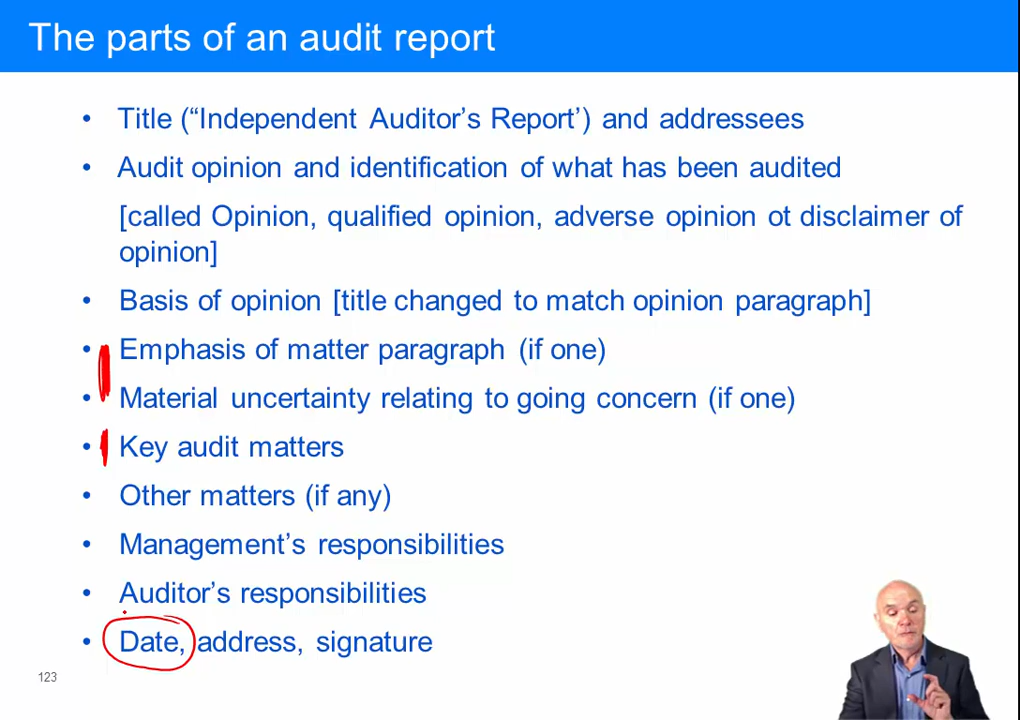 The parts of an audit report
• Title (“Independent Auditor’s Report’) and addressees
• Audit opinion and identification of what has been audited
[called Opinion, qualified opinion, adverse opinion ot disclaimer of
opinion]
• Basis of opinion [title changed to match opinion paragraph]
• Emphasis of matter paragraph (if one)
• Material uncertainty relating to going concern (if one)
• Key audit matters
• Other matters (if any)
• Management’s responsibilities
• Auditor’s responsibilities
• Date, address, signature
123